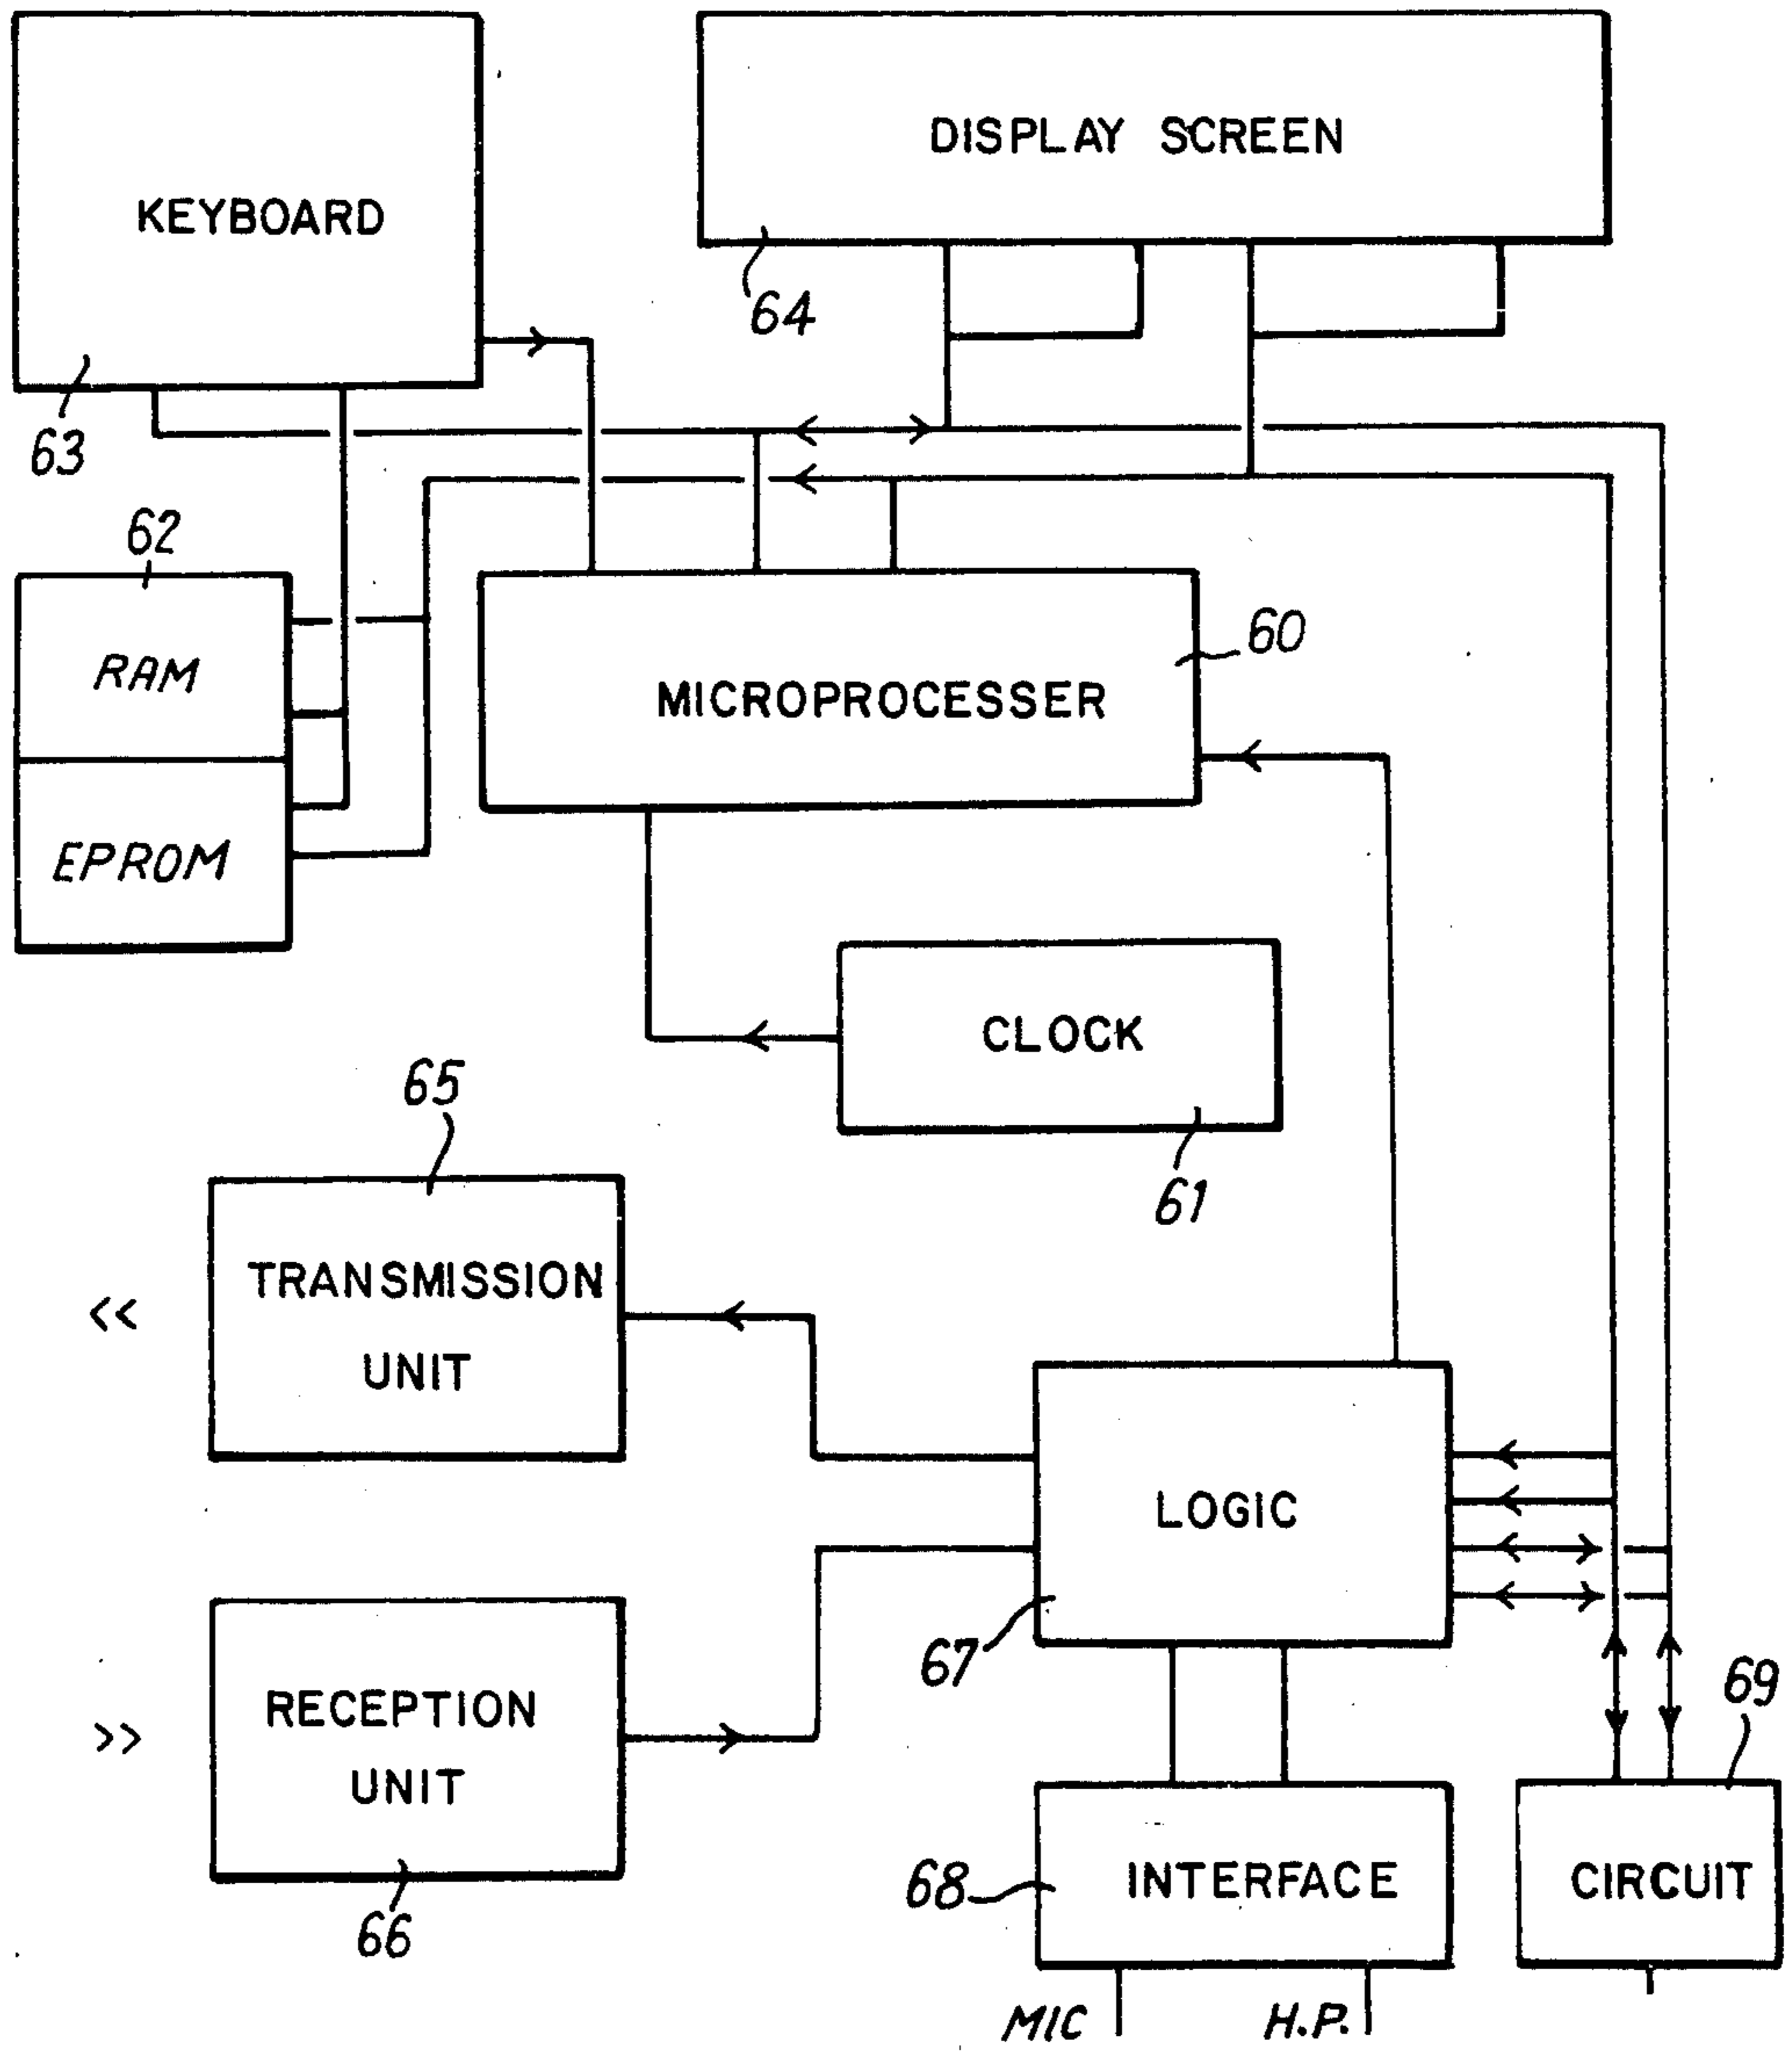 KEYBOARD
DISPLAY SCREEN
64
63
62
RAM
EPROM
MICROPROCESSER
60
CLOCK
61
65
TRANSMISSION
UNIT
<<
LOGIC
67
RECEPTION
UNIT
>>
66
69
68
INTERFACE
CIRCUIT
MIC
H.P.